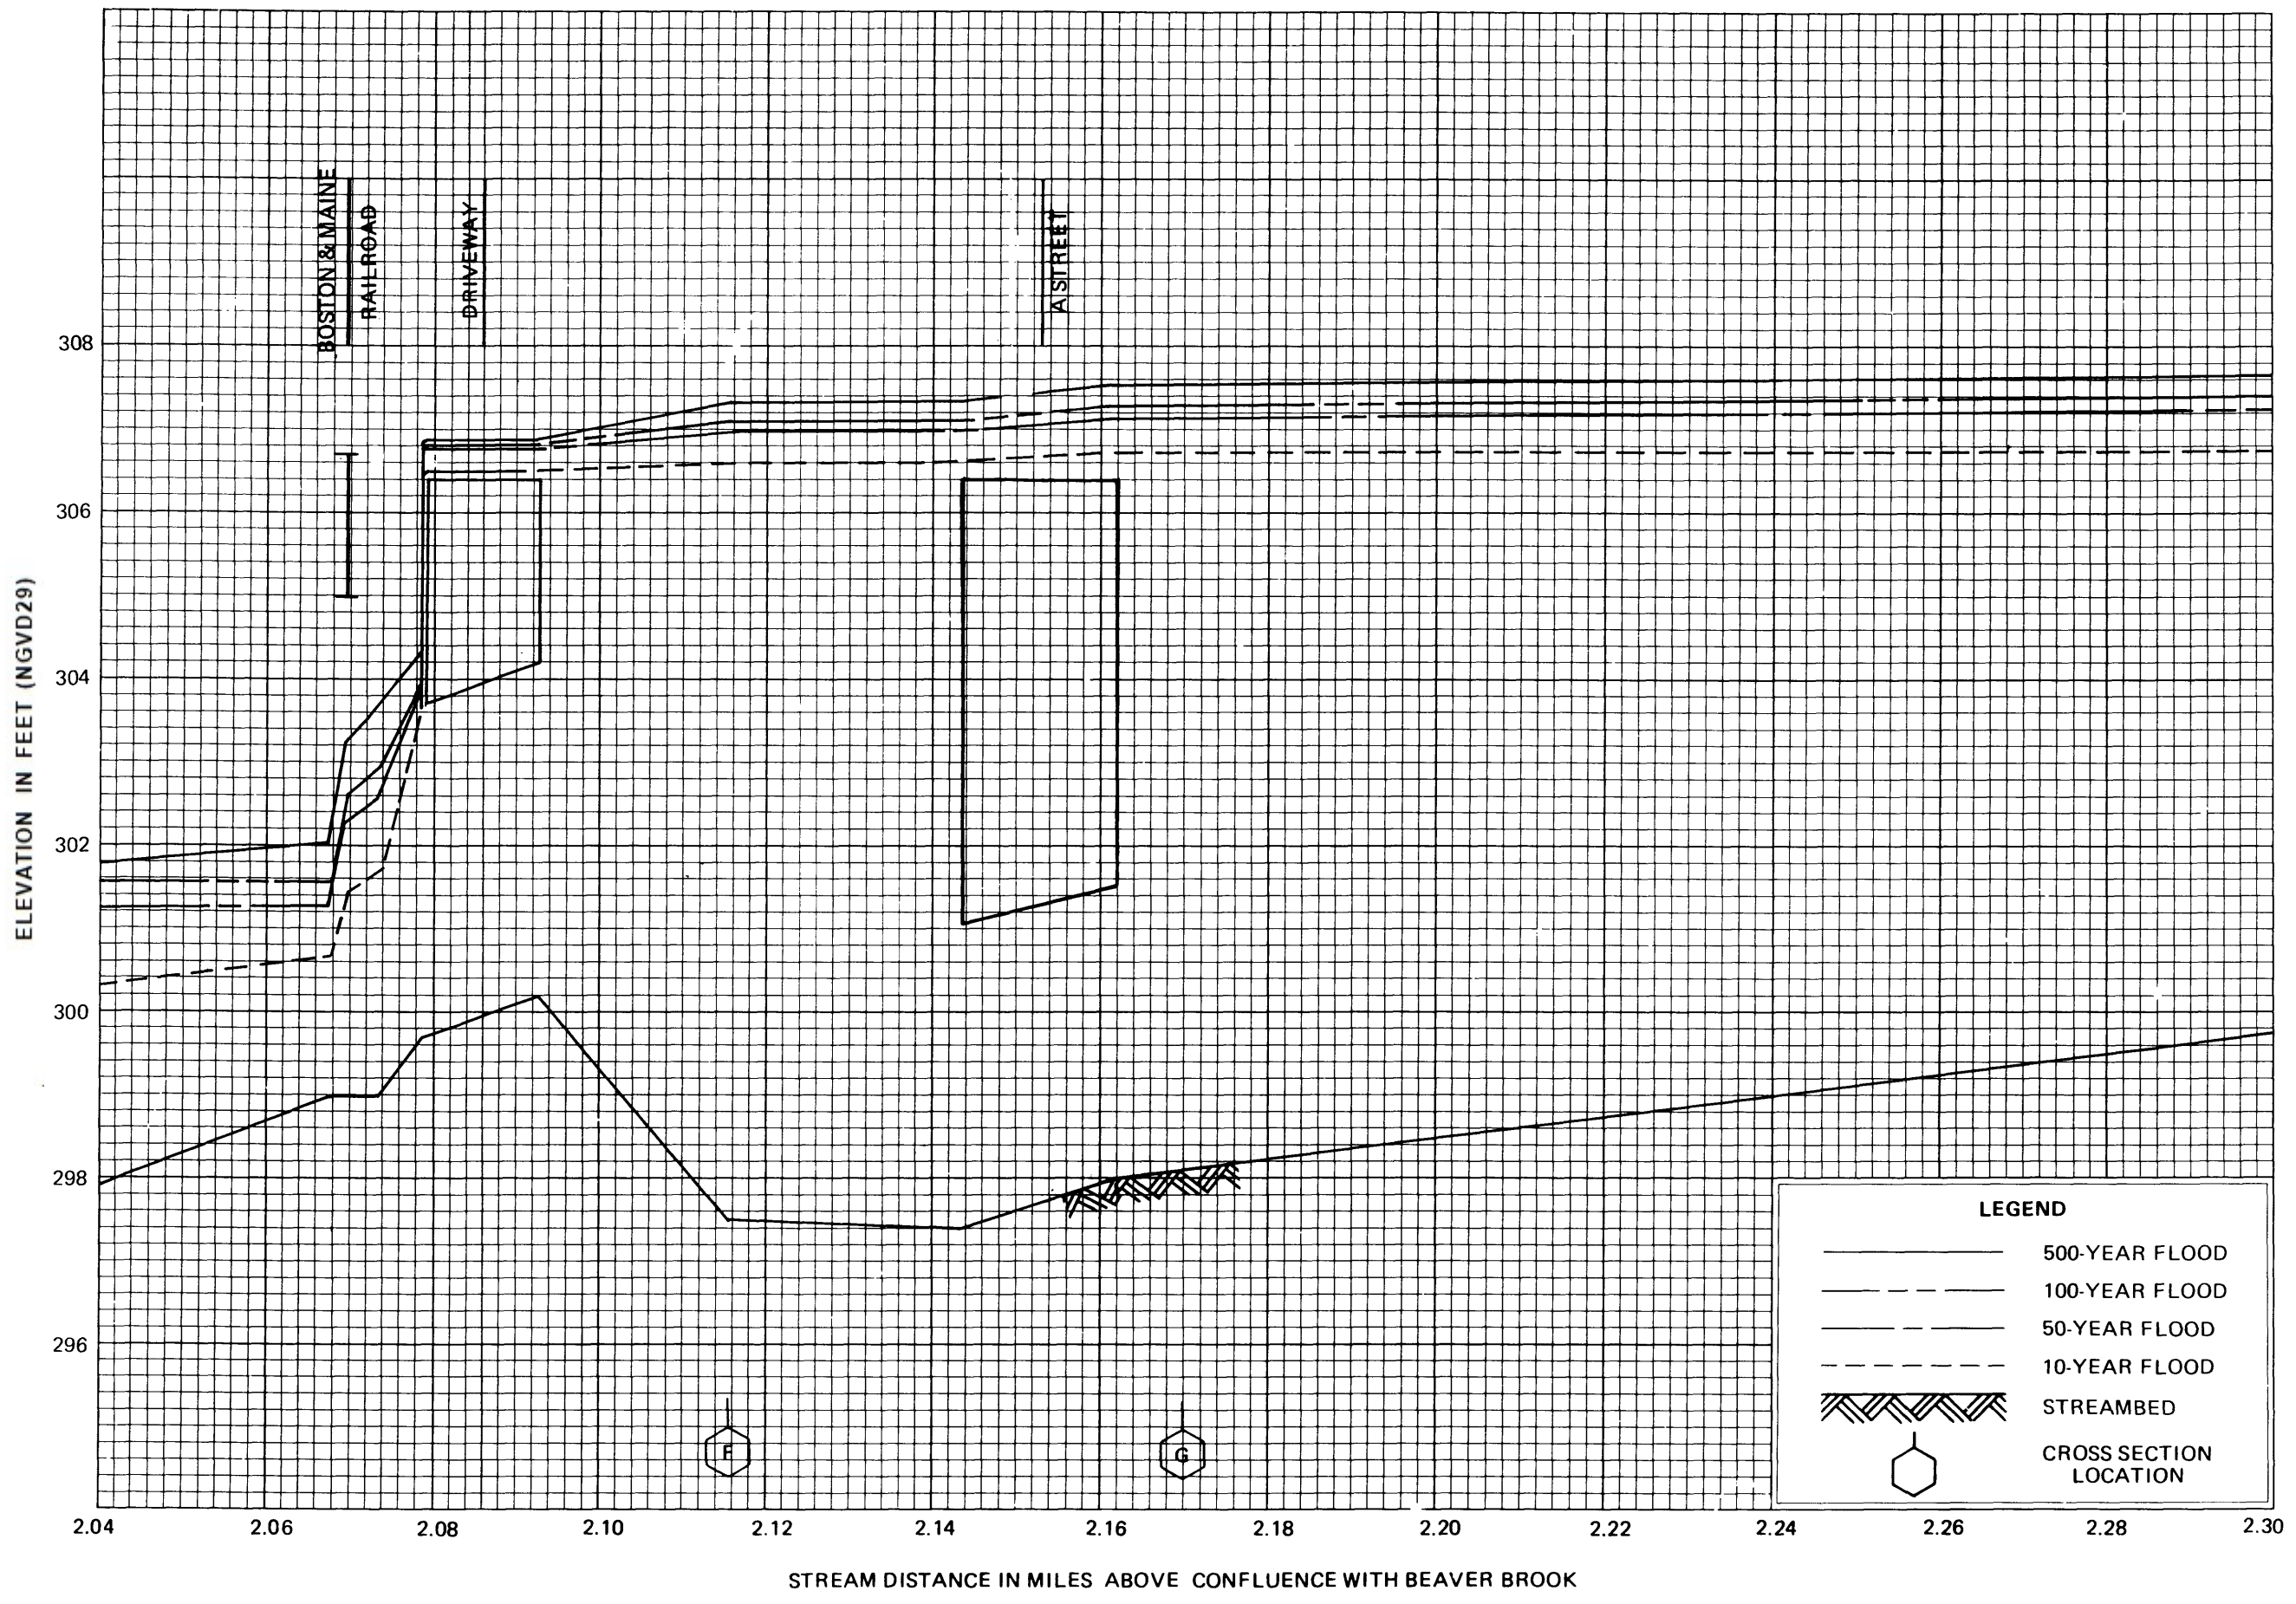 BOSTON & MAINE
RAILROAD
DRIVEWAY
A STREET
ELEVATION IN FEET (NGVD29)
308
306
304
302
300
298
296
F
G
LEGEND
500-YEAR FLOOD
100-YEAR FLOOD
50-YEAR FLOOD
10-YEAR FLOOD
STREAMBED
CROSS SECTION
LOCATION
2.04 2.06 2.08 2.10 2.12 2.14 2.16 2.18 2.20 2.22 2.24 2.26 2.28 2.30
STREAM DISTANCE IN MILES ABOVE CONFLUENCE WITH BEAVER BROOK